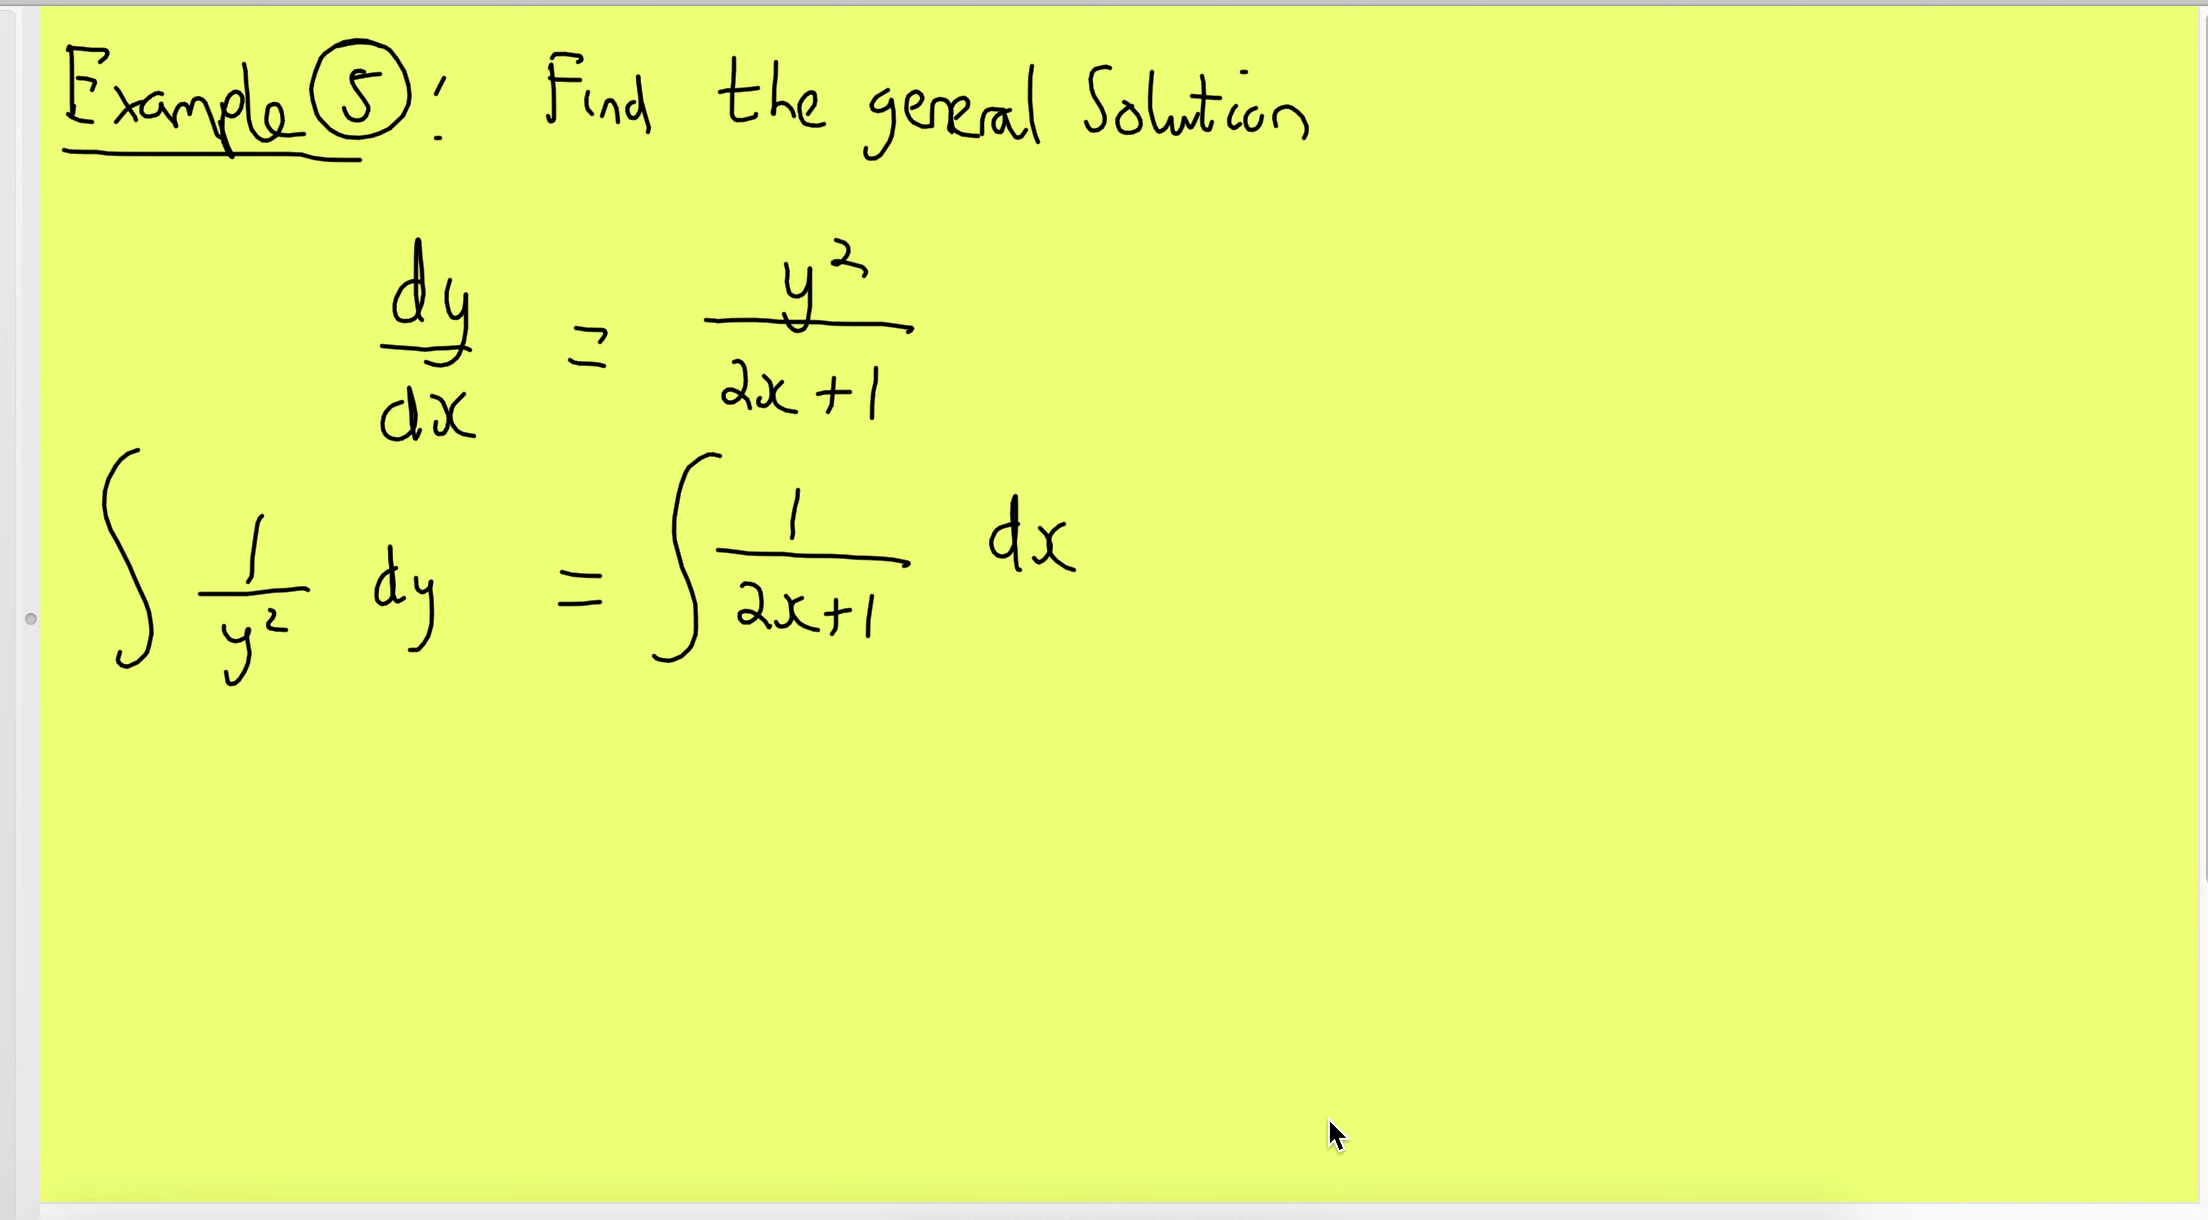 Example ⑤: Find the general Solution
dy/dx = y²/(2x+1)
∫ 1/y² dy = ∫ 1/(2x+1) dx